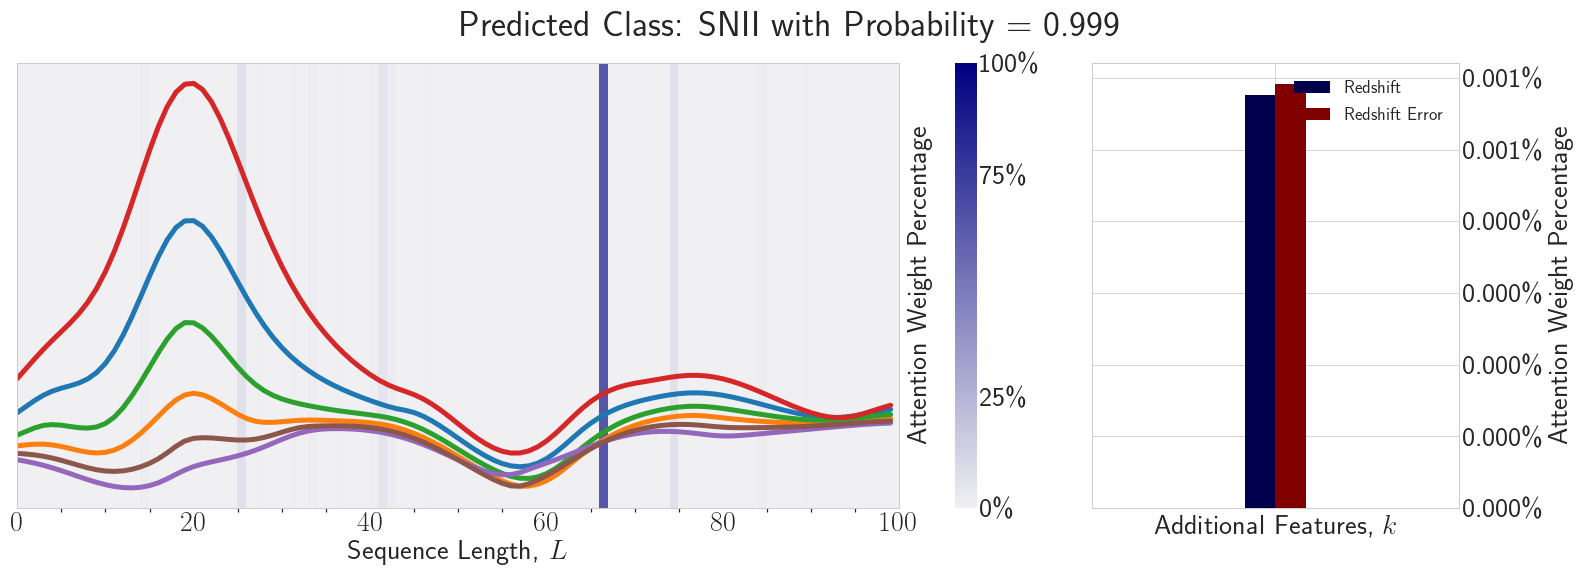 Predicted Class: SNII with Probability = 0.999
0 20 40 60 80 100
Sequence Length, L
100%
75%
25%
0%
Attention Weight Percentage
Redshift
Redshift Error
0.001%
0.001%
0.000%
0.000%
0.000%
0.000%
0.000%
Attention Weight Percentage
Additional Features, k